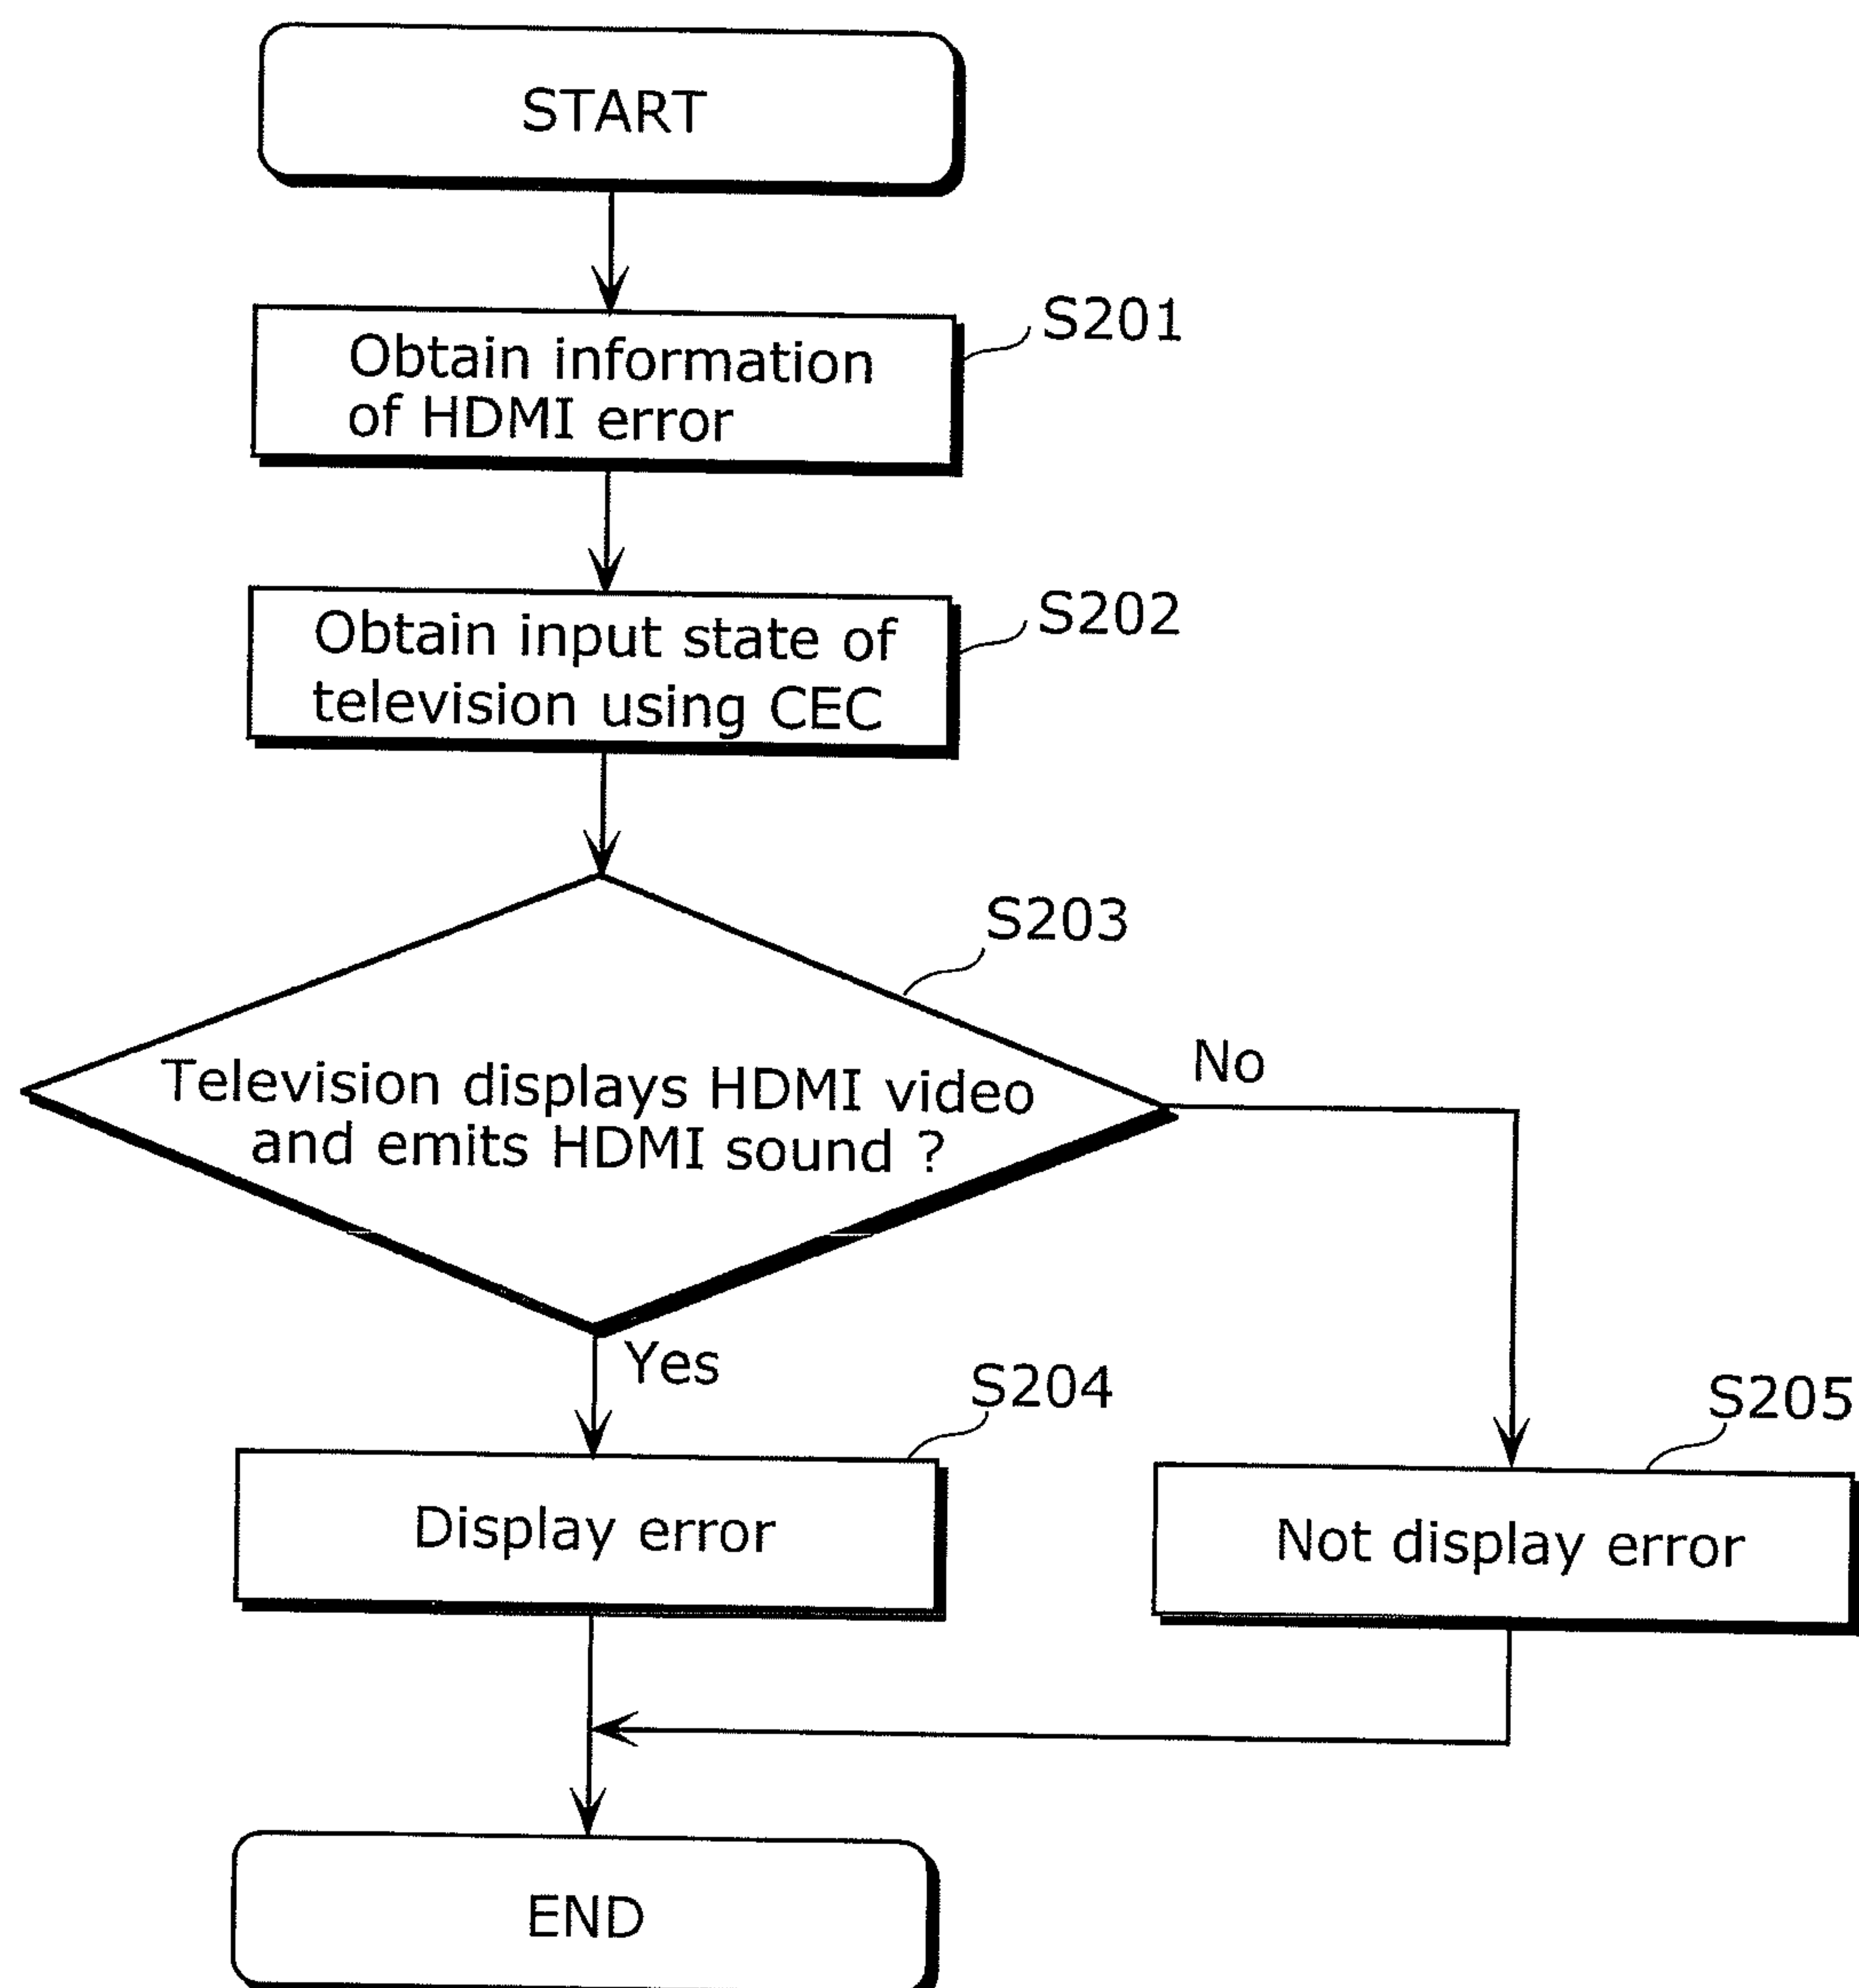 START
S201
Obtain information
of HDMI error
S202
Obtain input state of
television using CEC
S203
Television displays HDMI video
and emits HDMI sound ?
No
Yes
S204
S205
Display error
Not display error
END